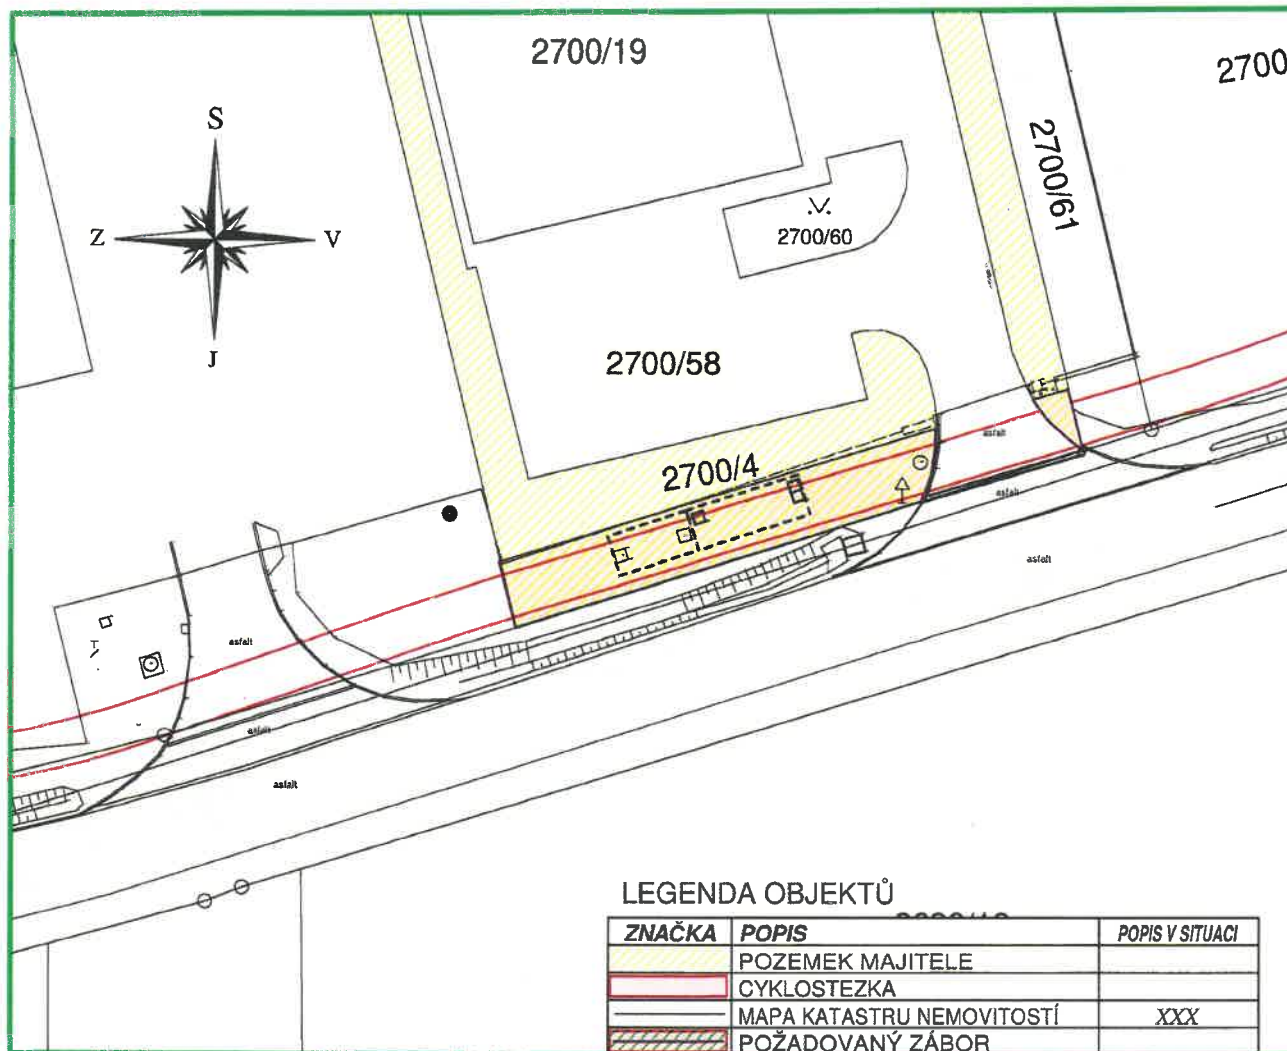 2700/19
2700
S
2700/61
Z
V
2700/60
J
2700/58
2700/4
asfalt
asfalt
asfalt
asfalt
asfalt
asfalt
LEGENDA OBJEKTŮ
ZNAČKA POPIS POPIS V SITUACI
POZEMEK MAJITELE
CYKLOSTEZKA
MAPA KATASTRU NEMOVITOSTÍ XXX
POŽADOVANÝ ZÁBOR